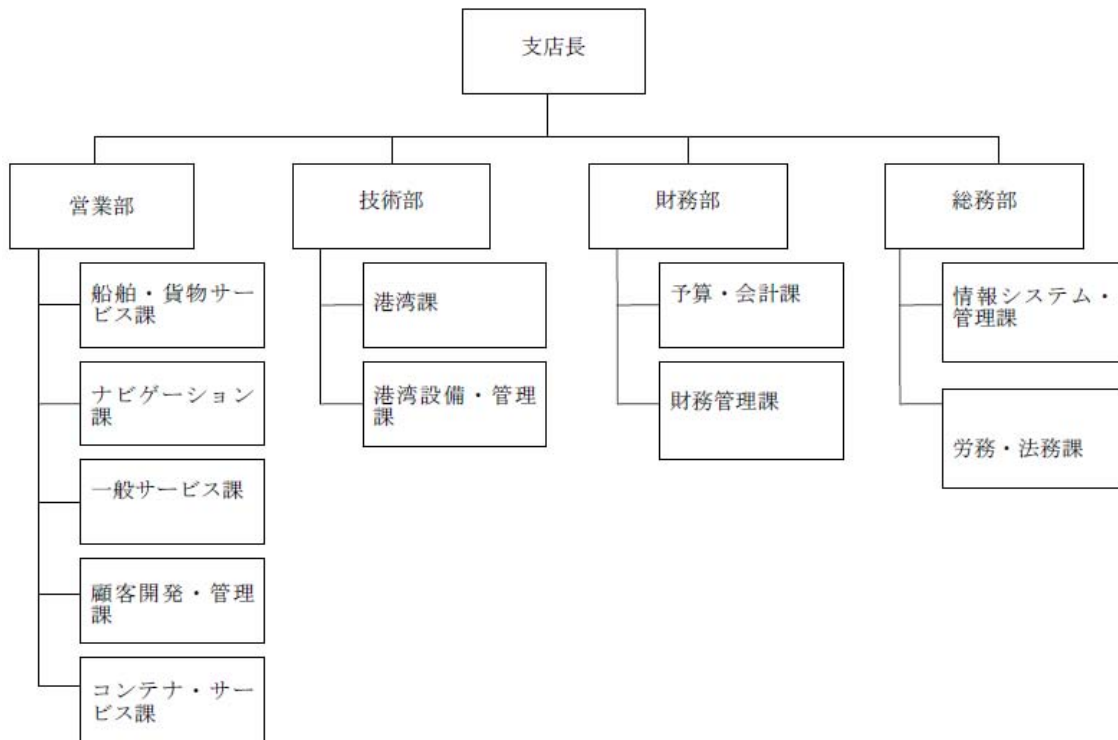 支店長
営業部
技術部
財務部
総務部
船舶・貨物サー
ビス課
ナビゲーション
課
一般サービス課
顧客開発・管理
課
コンテナ・サー
ビス課
港湾課
港湾設備・管理
課
予算・会計課
財務管理課
情報システム・
管理課
労務・法務課